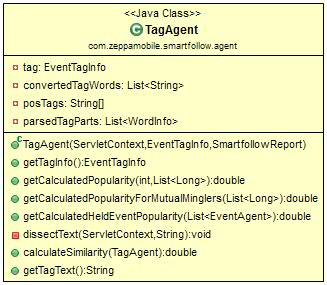 <<Java Class>>
TagAgent
com.zeppamobile.smartfollow.agent
tag: EventTagInfo
convertedTagWords: List<String>
posTags: String[]
parsedTagParts: List<WordInfo>
TagAgent(ServletContext,EventTagInfo,SmartfollowReport)
getTagInfo():EventTagInfo
getCalculatedPopularity(int,List<Long>):double
getCalculatedPopularityForMutualMinglers(List<Long>):double
getCalculatedHeldEventPopularity(List<EventAgent>):double
dissectText(ServletContext,String):void
calculateSimilarity(TagAgent):double
getTagText():String